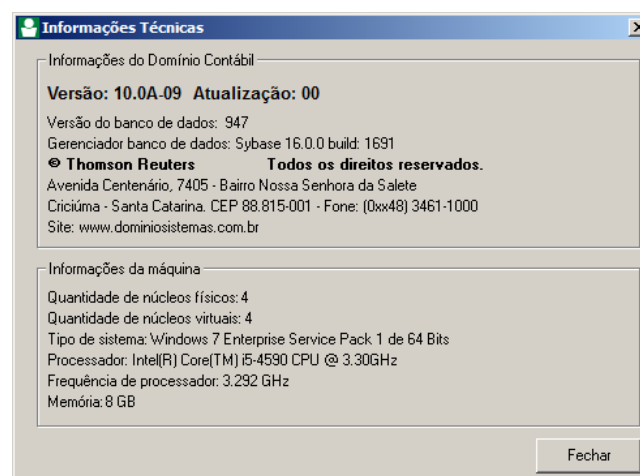 Informações Técnicas
Informações do Domínio Contábil
Versão: 10.0A-09 Atualização: 00
Versão do banco de dados: 947
Gerenciador banco de dados: Sybase 16.0.0 build: 1691
© Thomson Reuters Todos os direitos reservados.
Avenida Centenário, 7405 - Bairro Nossa Senhora da Salete
Criciúma - Santa Catarina. CEP 88.815-001 - Fone: (0xx48) 3461-1000
Site: www.dominiosistemas.com.br
Informações da máquina
Quantidade de núcleos físicos: 4
Quantidade de núcleos virtuais: 4
Tipo de sistema: Windows 7 Enterprise Service Pack 1 de 64 Bits
Processador: Intel(R) Core(TM) i5-4590 CPU @ 3.30GHz
Frequência de processador: 3.292 GHz
Memória: 8 GB
Fechar